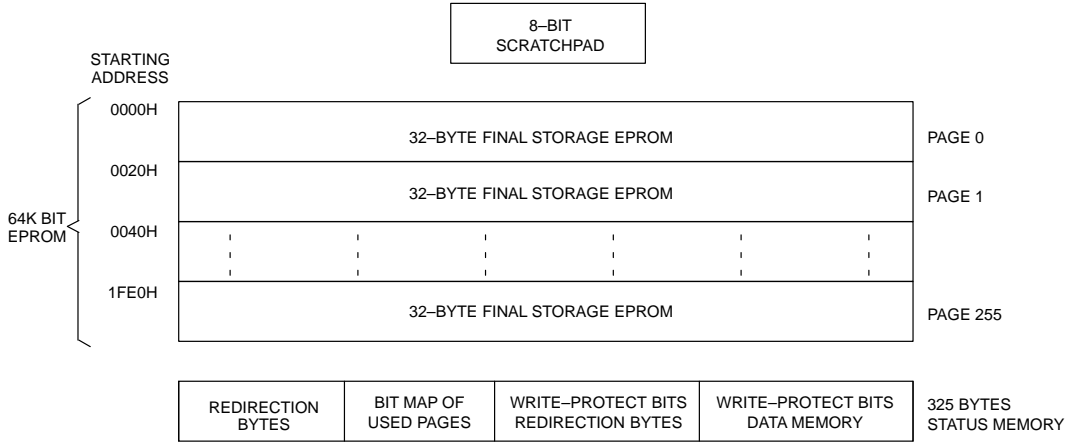 8–BIT
SCRATCHPAD
STARTING
ADDRESS
0000H
32–BYTE FINAL STORAGE EPROM
PAGE 0
0020H
32–BYTE FINAL STORAGE EPROM
PAGE 1
64K BIT
EPROM
0040H
1FE0H
32–BYTE FINAL STORAGE EPROM
PAGE 255
REDIRECTION
BYTES
BIT MAP OF
USED PAGES
WRITE–PROTECT BITS
REDIRECTION BYTES
WRITE–PROTECT BITS
DATA MEMORY
325 BYTES
STATUS MEMORY